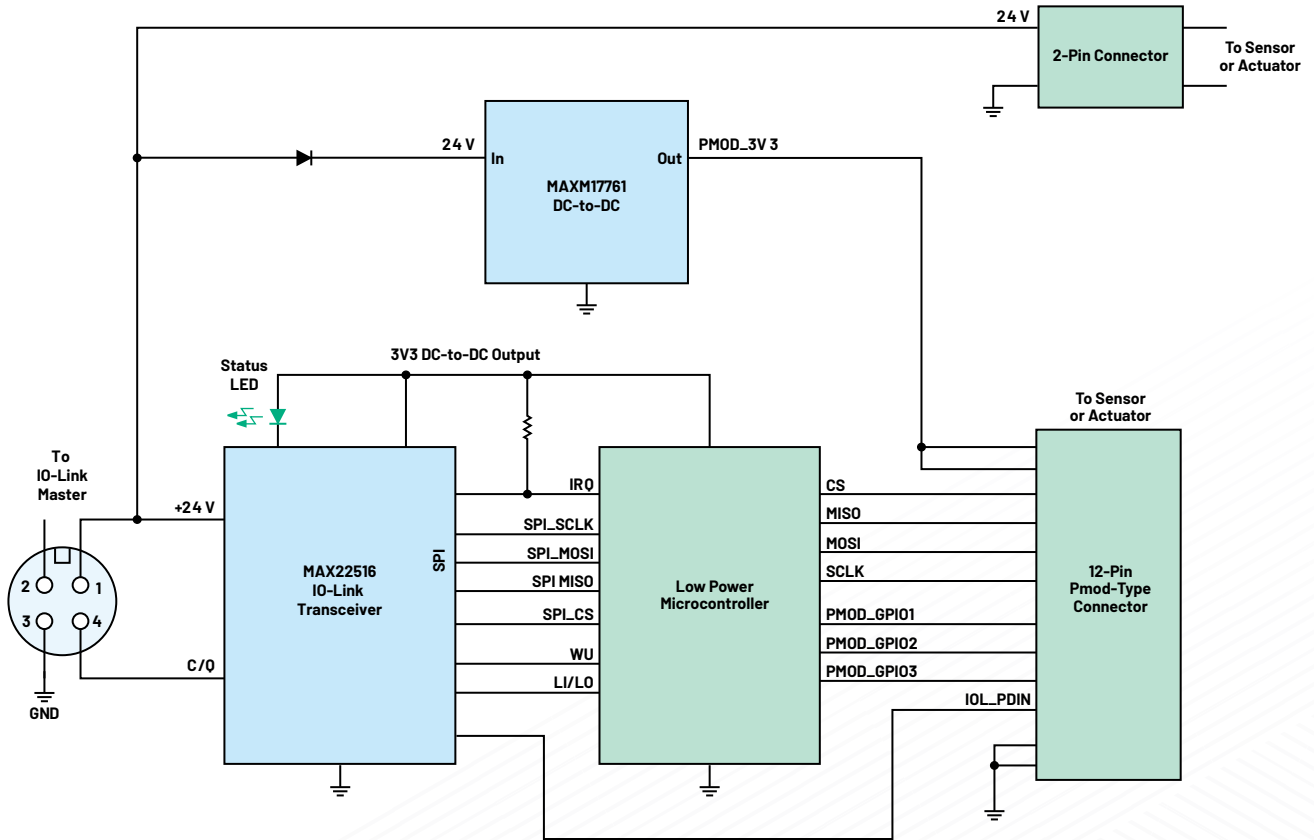 24 V
2-Pin Connector
To Sensor
or Actuator
24 V
In
Out
PMOD_3V 3
MAXM17761
DC-to-DC
3V3 DC-to-DC Output
Status
LED
To Sensor
or Actuator
To
IO-Link
Master
+24 V
2
1
3
4
C/Q
GND
MAX22516
IO-Link
Transceiver
SPI
IRQ
SPI_SCLK
SPI_MOSI
SPI MISO
SPI_CS
WU
LI/LO
Low Power
Microcontroller
CS
MISO
MOSI
SCLK
PMOD_GPIO1
PMOD_GPIO2
PMOD_GPIO3
IOL_PDIN
12-Pin
Pmod-Type
Connector